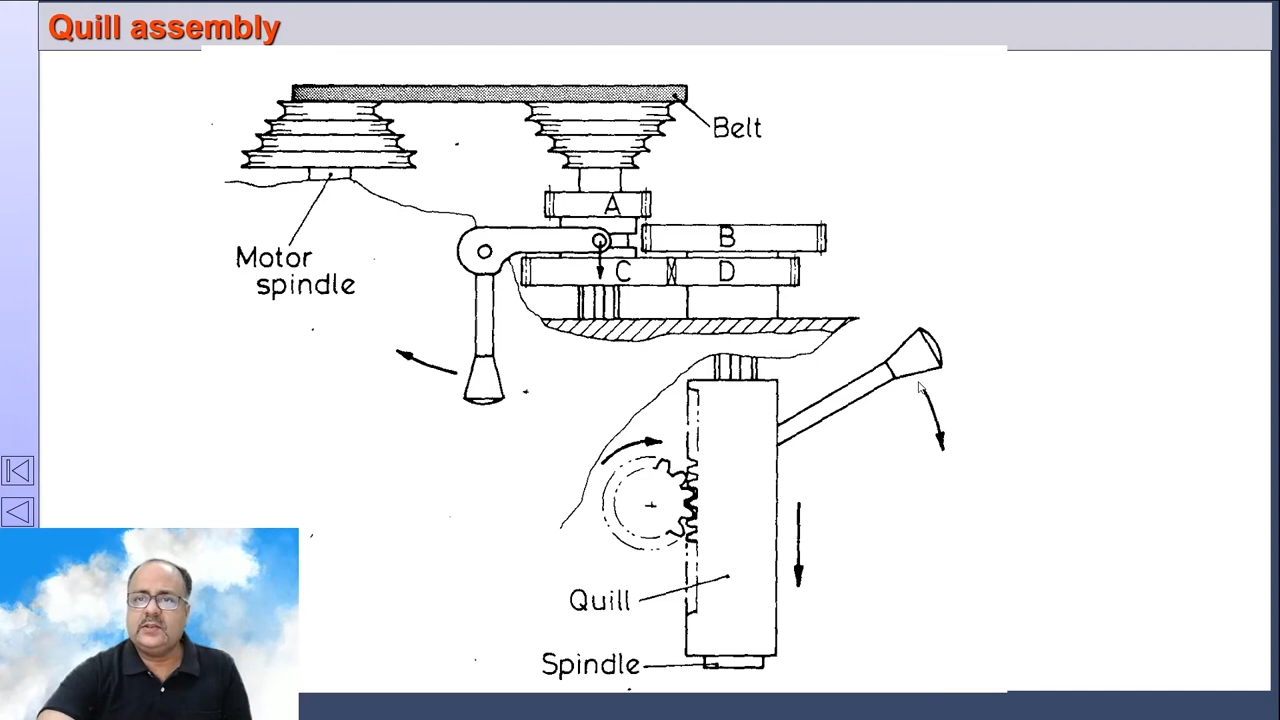 Quill assembly
Belt
A
B
Motor
spindle
C
D
Quill
Spindle